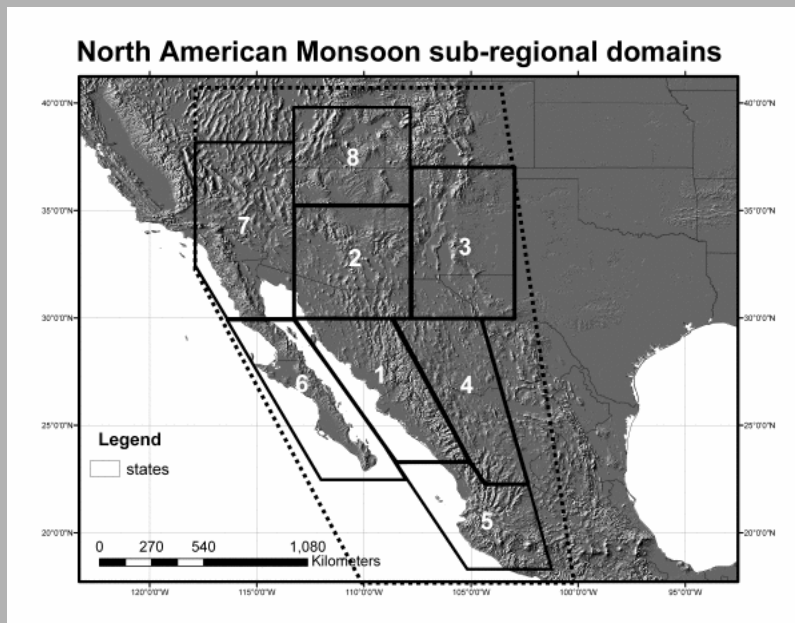 North American Monsoon sub-regional domains
40°0'0"N
40°0'0"N
8
35°0'0"N
7
2
3
35°0'0"N
30°0'0"N
30°0'0"N
6
1
4
25°0'0"N
25°0'0"N
Legend
states
5
20°0'0"N
20°0'0"N
0 270 540 1,080
Kilometers
120°0'0"W 115°0'0"W 110°0'0"W 105°0'0"W 100°0'0"W 95°0'0"W